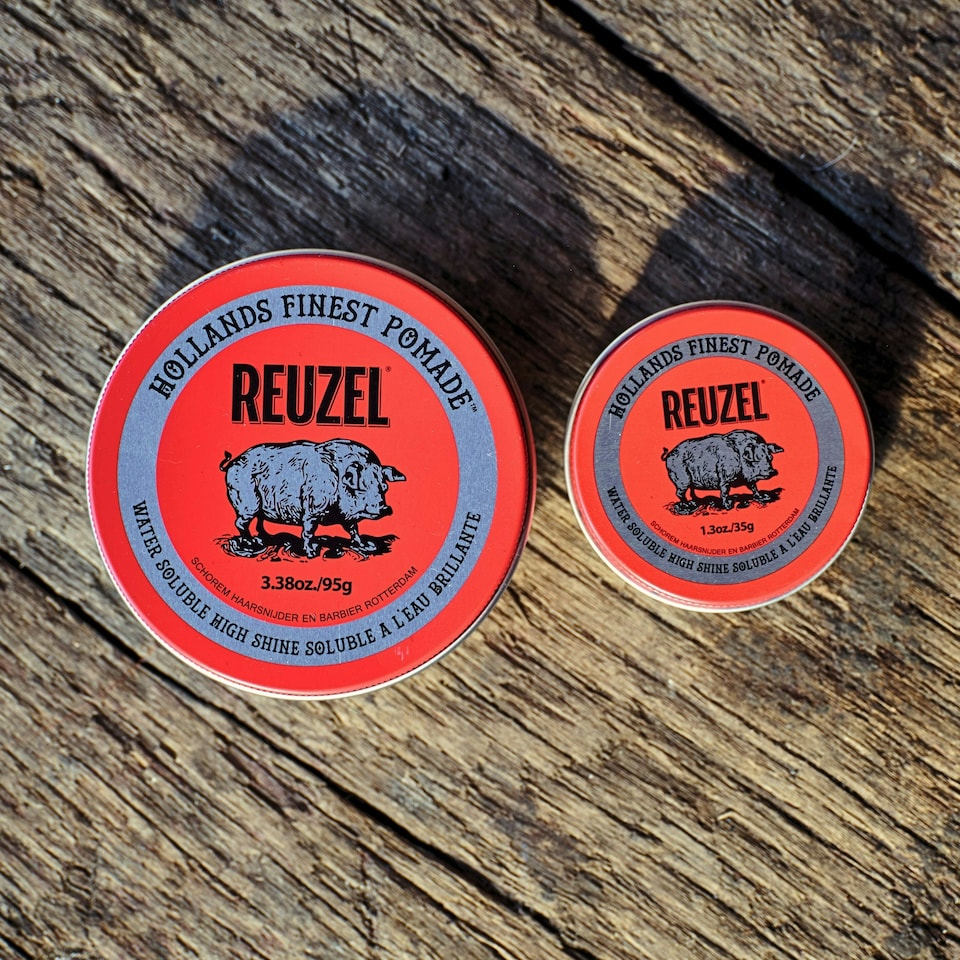 HOLLANDS FINEST POMADE™
REUZEL®
3.38oz./95g
SCHOREM HAARSNIJDER EN BARBIER ROTTERDAM
WATER SOLUBLE HIGH SHINE SOLUBLE A L'EAU BRILLANTE
HOLLANDS FINEST POMADE
REUZEL®
1.3oz./35g
SCHOREM HAARSNIJDER EN BARBIER ROTTERDAM
WATER SOLUBLE HIGH SHINE SOLUBLE A L'EAU BRILLANTE